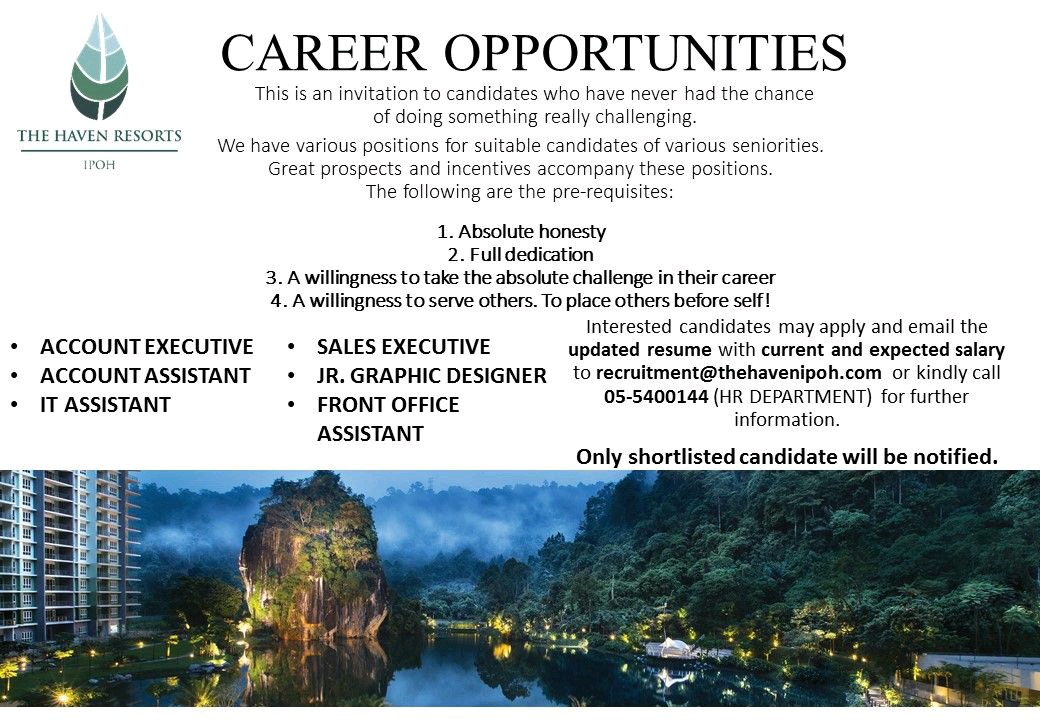 THE HAVEN RESORTS
IPOH
CAREER OPPORTUNITIES
This is an invitation to candidates who have never had the chance
of doing something really challenging.
We have various positions for suitable candidates of various seniorities.
Great prospects and incentives accompany these positions.
The following are the pre-requisites:
1. Absolute honesty
2. Full dedication
3. A willingness to take the absolute challenge in their career
4. A willingness to serve others. To place others before self!
• ACCOUNT EXECUTIVE
• ACCOUNT ASSISTANT
• IT ASSISTANT
• SALES EXECUTIVE
• JR. GRAPHIC DESIGNER
• FRONT OFFICE
ASSISTANT
Interested candidates may apply and email the
updated resume with current and expected salary
to recruitment@thehavenipoh.com or kindly call
05-5400144 (HR DEPARTMENT) for further
information.
Only shortlisted candidate will be notified.